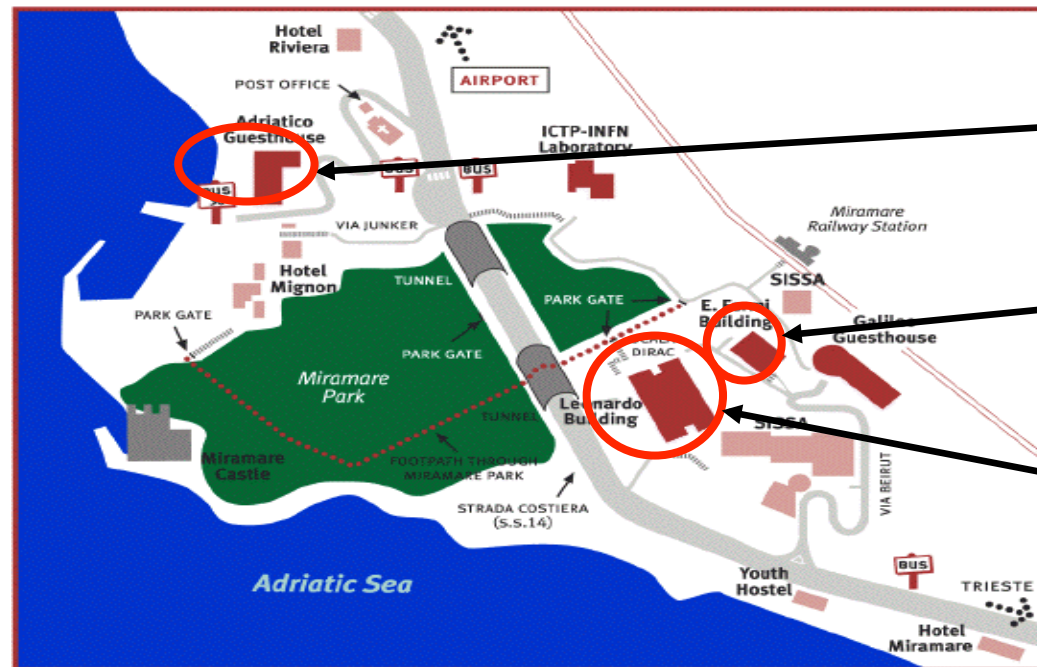 Hotel
Riviera
POST OFFICE
AIRPORT
Adriatico
Guesthouse
ICTP-INFN
Laboratory
BUS
BUS
BUS
VIA JUNKER
Miramare
Railway Station
SISSA
Hotel
Mignon
TUNNEL
PARK GATE
PARK GATE
PARK GATE
E. Fermi
Building
Galileo
Guesthouse
DIRAC
Miramare
Park
Leonardo
Building
TUNNEL
SISSA
Miramare
Castle
FOOTPATH THROUGH
MIRAMARE PARK
STRADA COSTIERA
(s.s.14)
VIA BEIRUT
Adriatic Sea
Youth
Hostel
BUS
TRIESTE
Hotel
Miramare